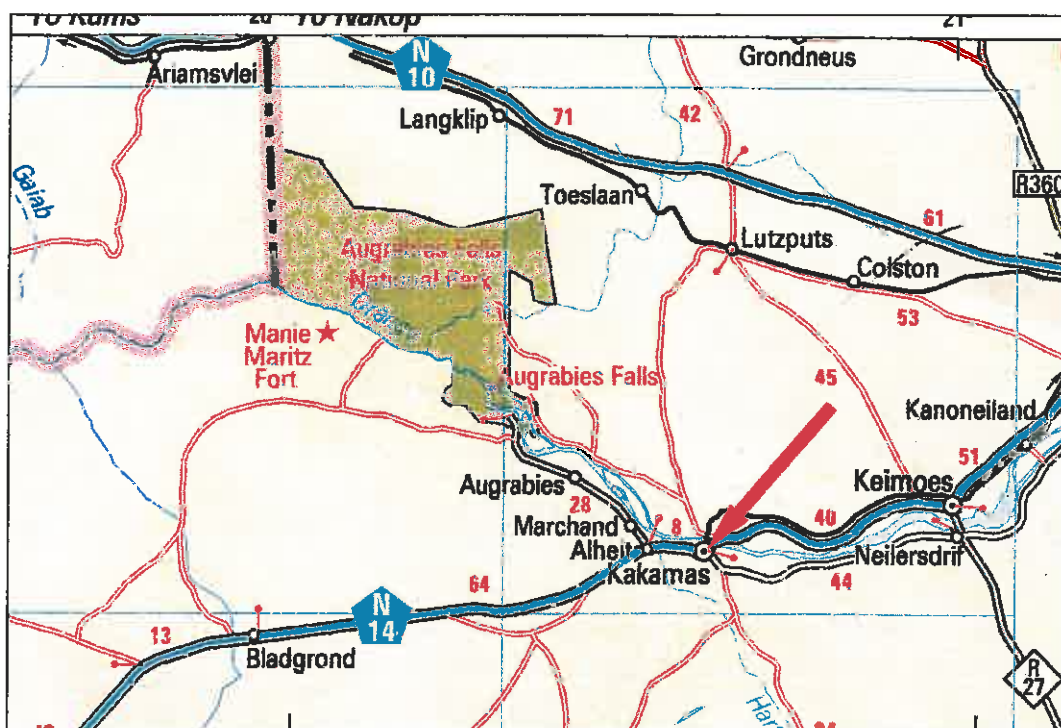 To Nakop
21
Ariamsvlei
N
10
Grondneus
Langklip
71
42
Gaiab
Toeslaan
R360
61
Lutzputs
Colston
53
Augrabies Falls
National Park
Manie
Maritz
Fort
Augrabies Falls
45
Kanoneiland
51
Keimoes
Augrabies
28
Marchand
8
40
Alheit
Kakamas
Neilersdrif
44
64
N
14
13
Bladgrond
R
27